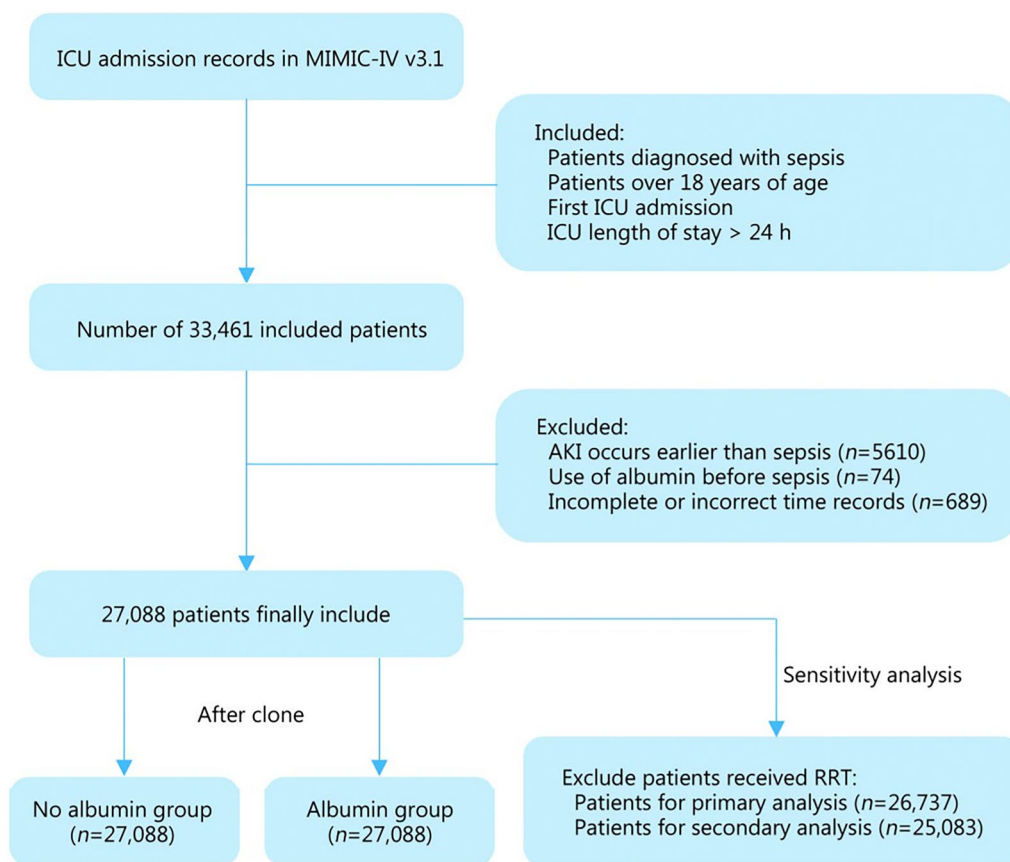 ICU admission records in MIMIC-IV v3.1
Included:
Patients diagnosed with sepsis
Patients over 18 years of age
First ICU admission
ICU length of stay > 24 h
Number of 33,461 included patients
Excluded:
AKI occurs earlier than sepsis (n=5610)
Use of albumin before sepsis (n=74)
Incomplete or incorrect time records (n=689)
27,088 patients finally include
Sensitivity analysis
After clone
No albumin group
(n=27,088)
Albumin group
(n=27,088)
Exclude patients received RRT:
Patients for primary analysis (n=26,737)
Patients for secondary analysis (n=25,083)